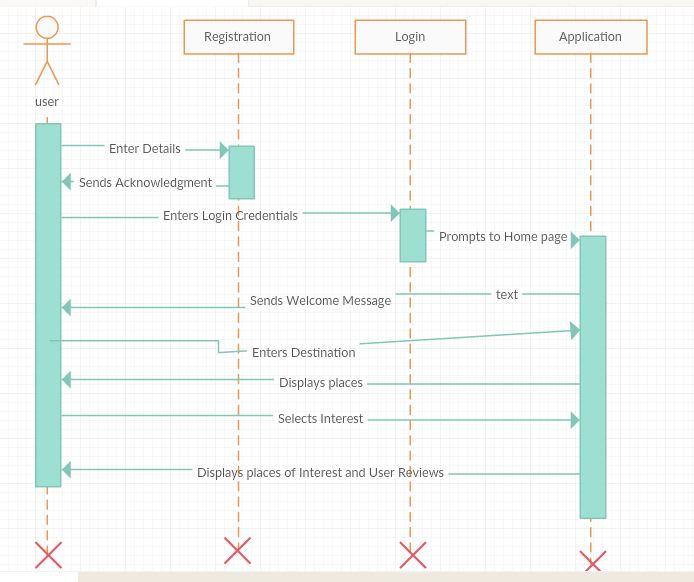 Registration
Login
Application
user
Enter Details
Sends Acknowledgment
Enters Login Credentials
Prompts to Home page
Sends Welcome Message
text
Enters Destination
Displays places
Selects Interest
Displays places of Interest and User Reviews